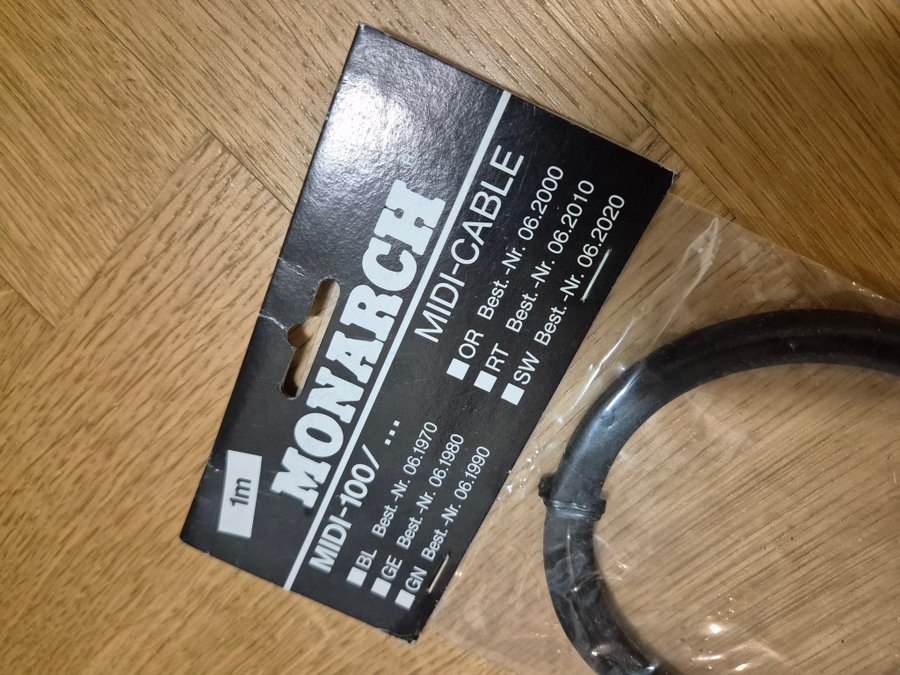 1m
MONARCH
MIDI-100/ ...
MIDI-CABLE
BL Best.-Nr. 06.1970
GE Best.-Nr. 06.1980
GN Best.-Nr. 06.1990
OR Best.-Nr. 06.2000
RT Best.-Nr. 06.2010
SW Best.-Nr. 06.2020